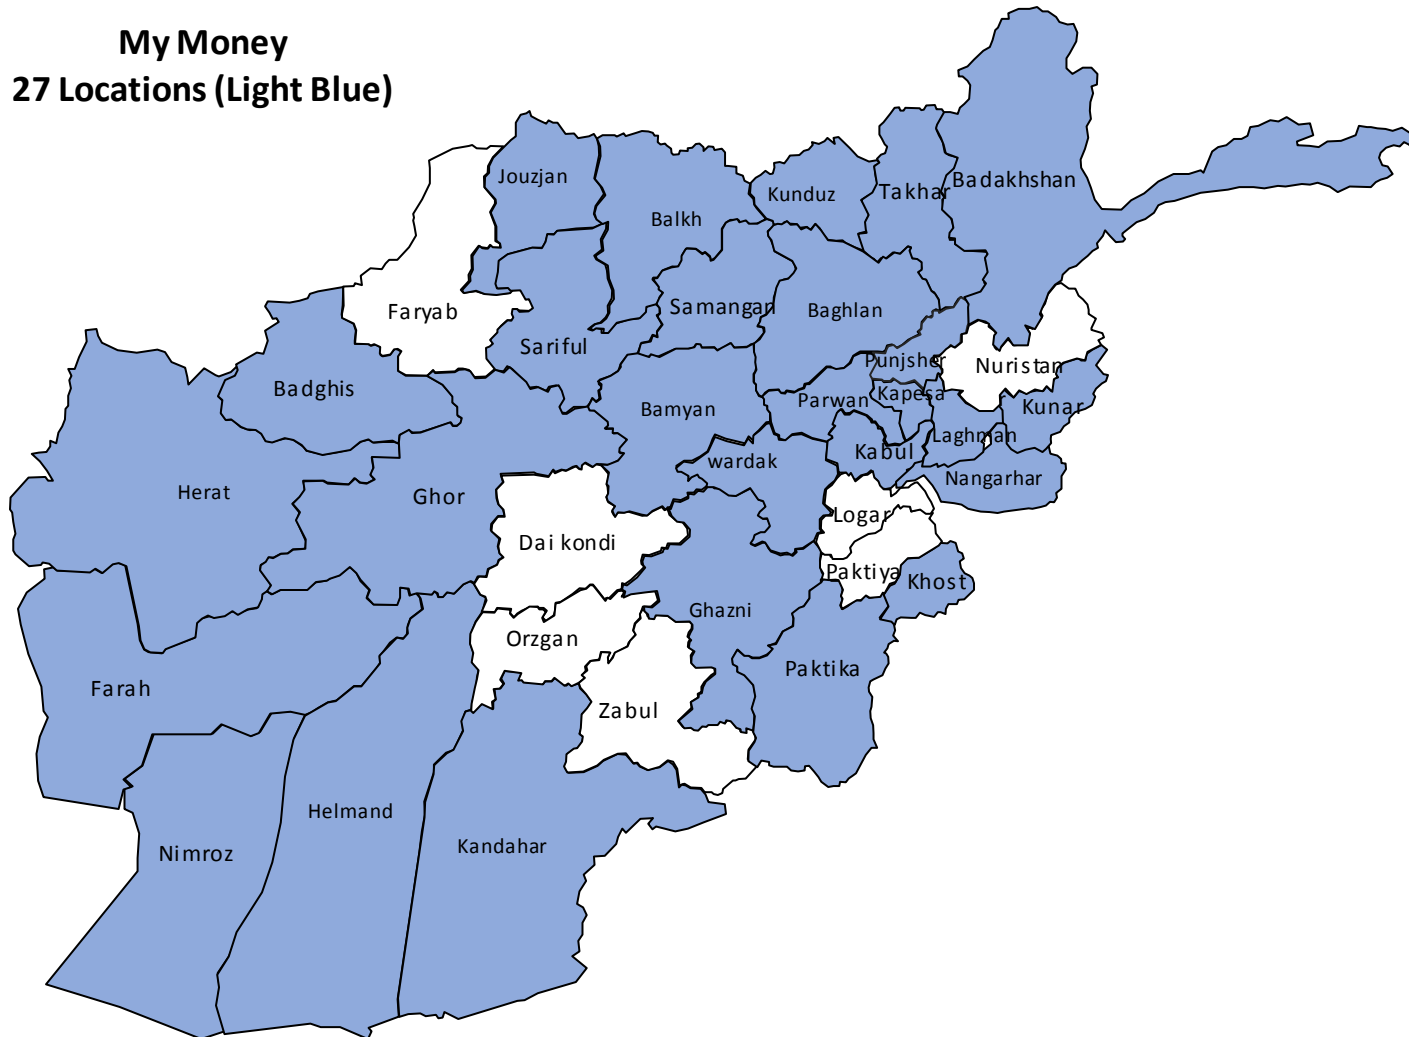 My Money
27 Locations (Light Blue)
Jouzjan
Balkh
Kunduz
Takhar
Badakhshan
Faryab
Samangan
Baghlan
Sariful
Badghis
Punjsher
Nuristan
Bamyan
Parwan
Kapesa
Kunar
Laghman
Kabul
wardak
Nangarhar
Herat
Ghor
Logar
Dai kondi
Paktiya
Khost
Ghazni
Orzgan
Paktika
Farah
Zabul
Helmand
Kandahar
Nimroz